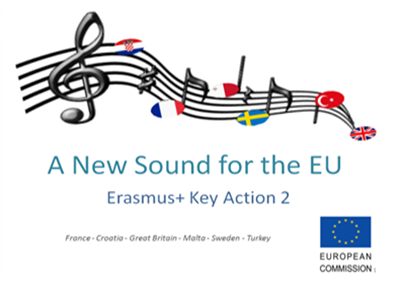 A New Sound for the EU
Erasmus+ Key Action 2
France - Croatia - Great Britain - Malta - Sweden - Turkey
EUROPEAN
COMMISSION